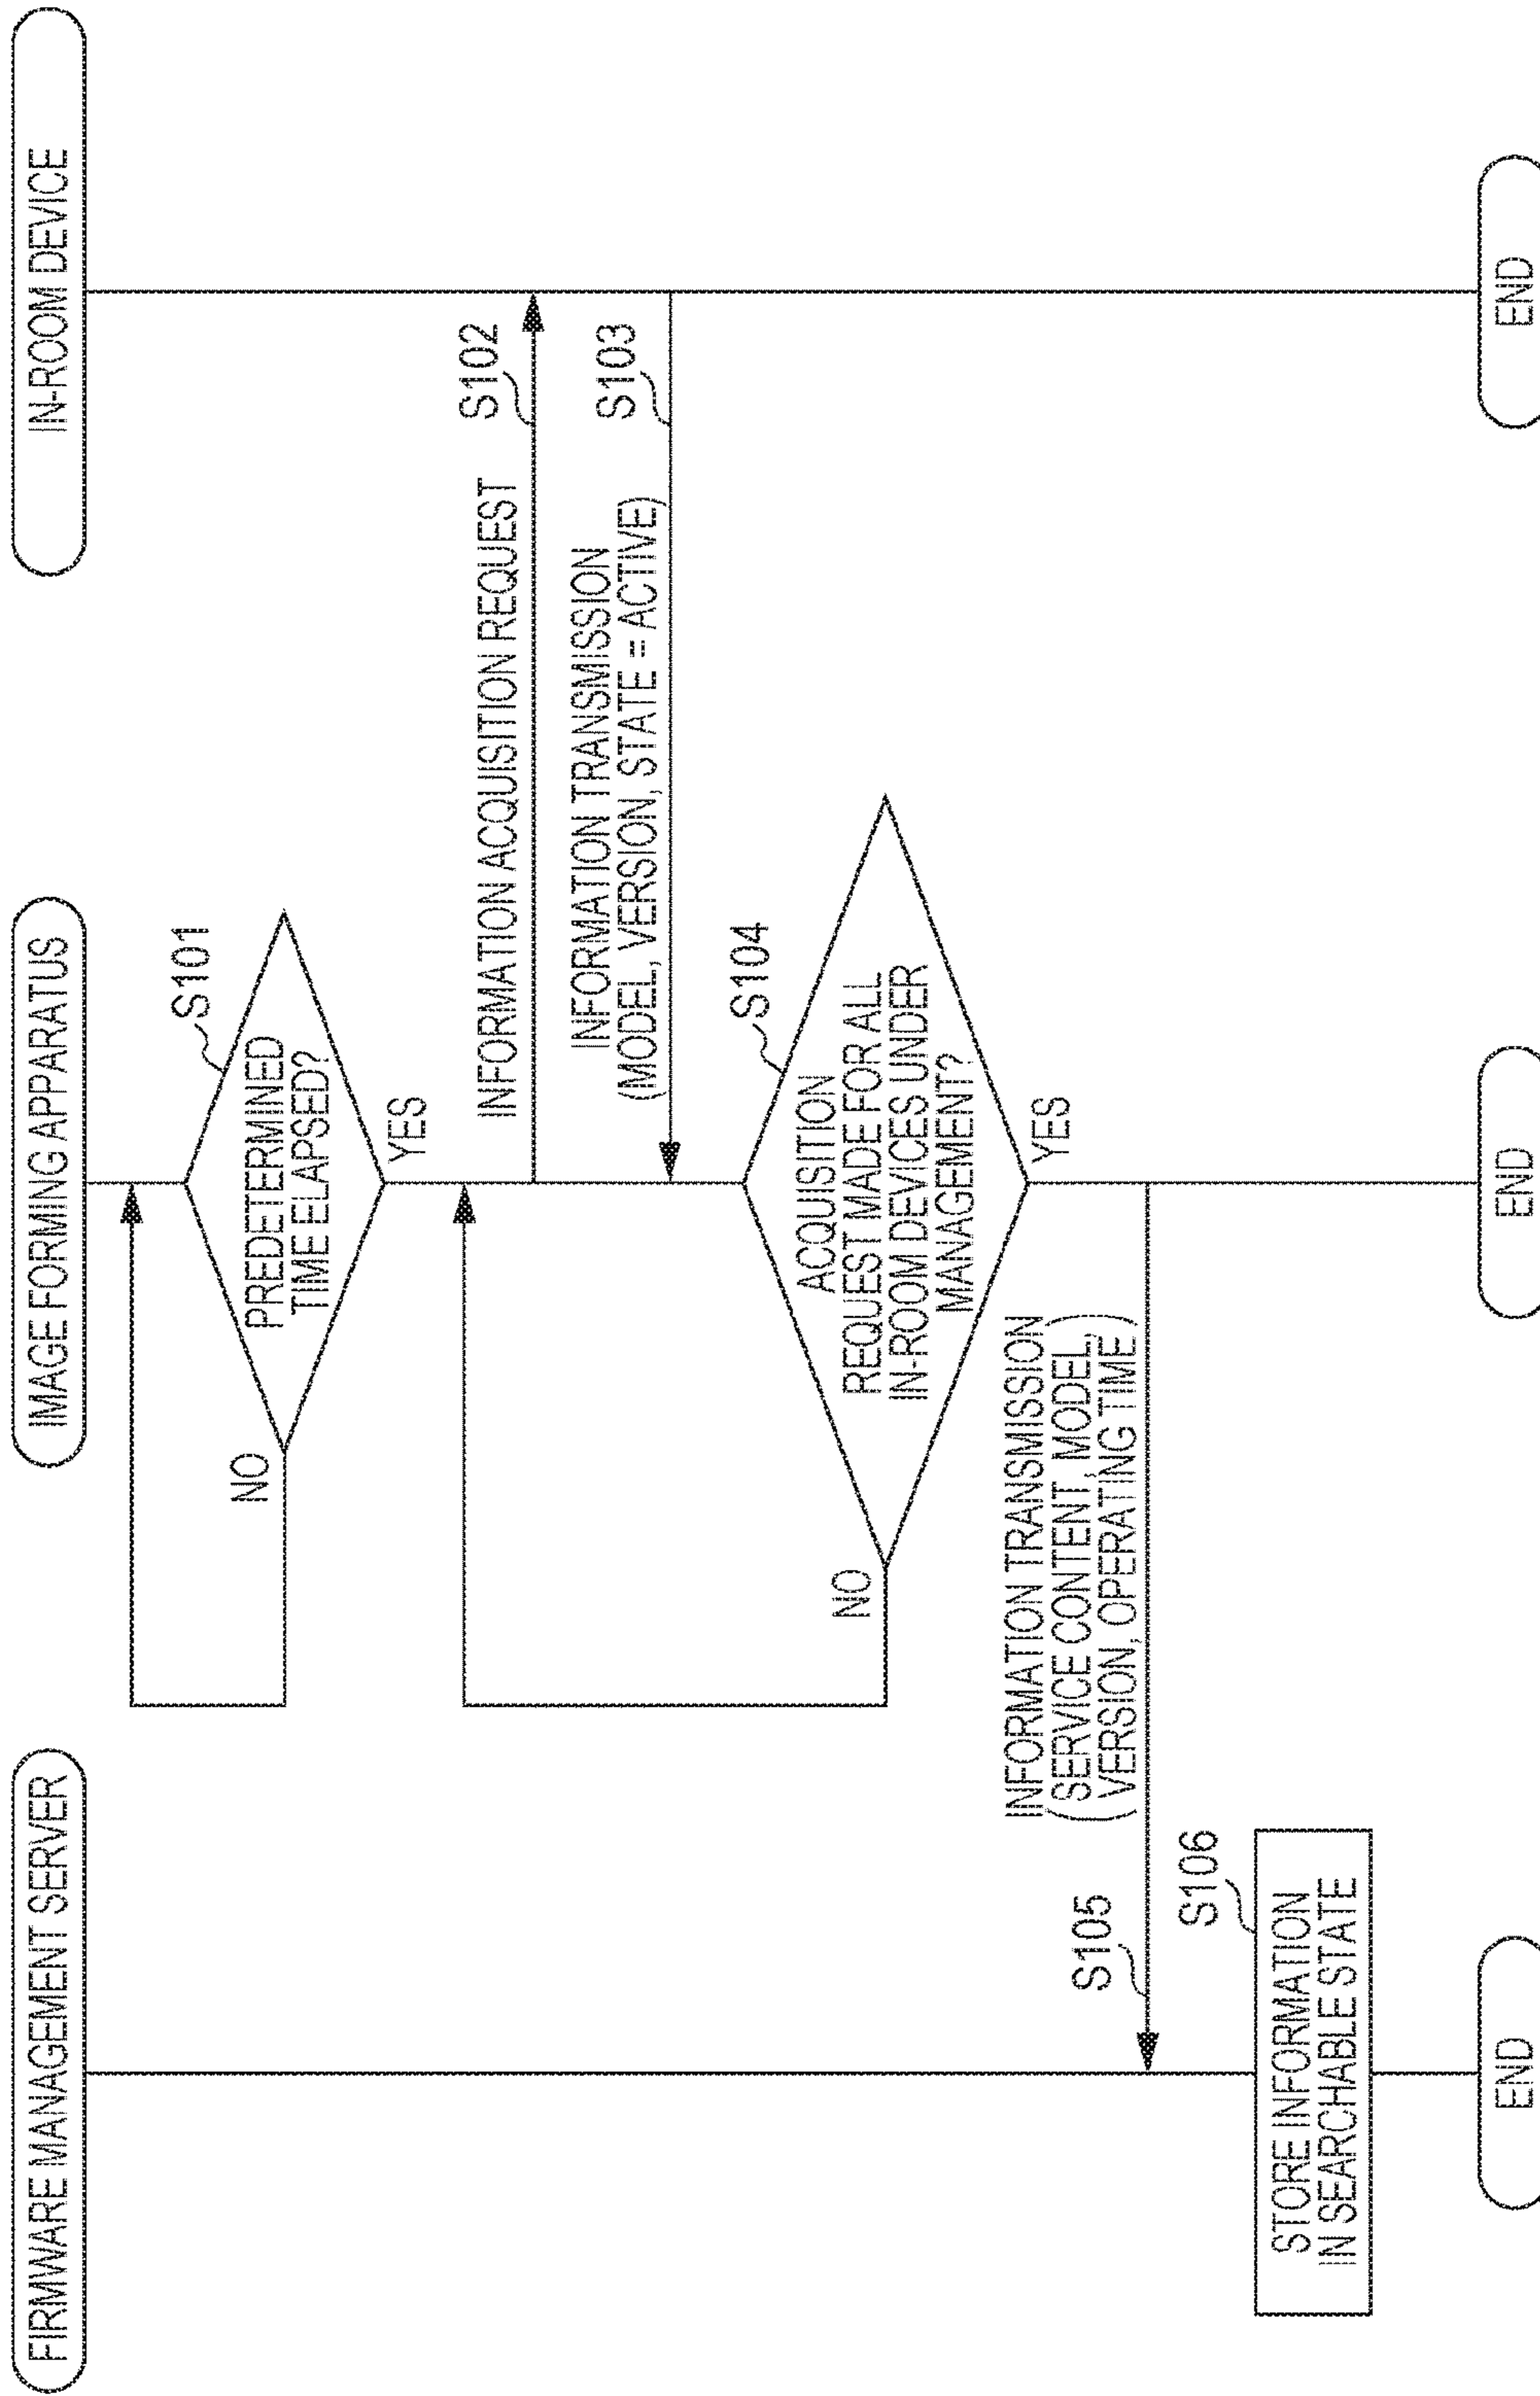 FIRMWARE MANAGEMENT SERVER
IMAGE FORMING APPARATUS
IN-ROOM DEVICE
S101
PREDETERMINED
TIME ELAPSED?
NO
YES
INFORMATION ACQUISITION REQUEST
S102
INFORMATION TRANSMISSION
(MODEL, VERSION, STATE = ACTIVE)
S103
S104
ACQUISITION
REQUEST MADE FOR ALL
IN-ROOM DEVICES UNDER
MANAGEMENT?
NO
YES
INFORMATION TRANSMISSION
(SERVICE CONTENT, MODEL,
VERSION, OPERATING TIME)
S105
S106
STORE INFORMATION
IN SEARCHABLE STATE
END
END
END